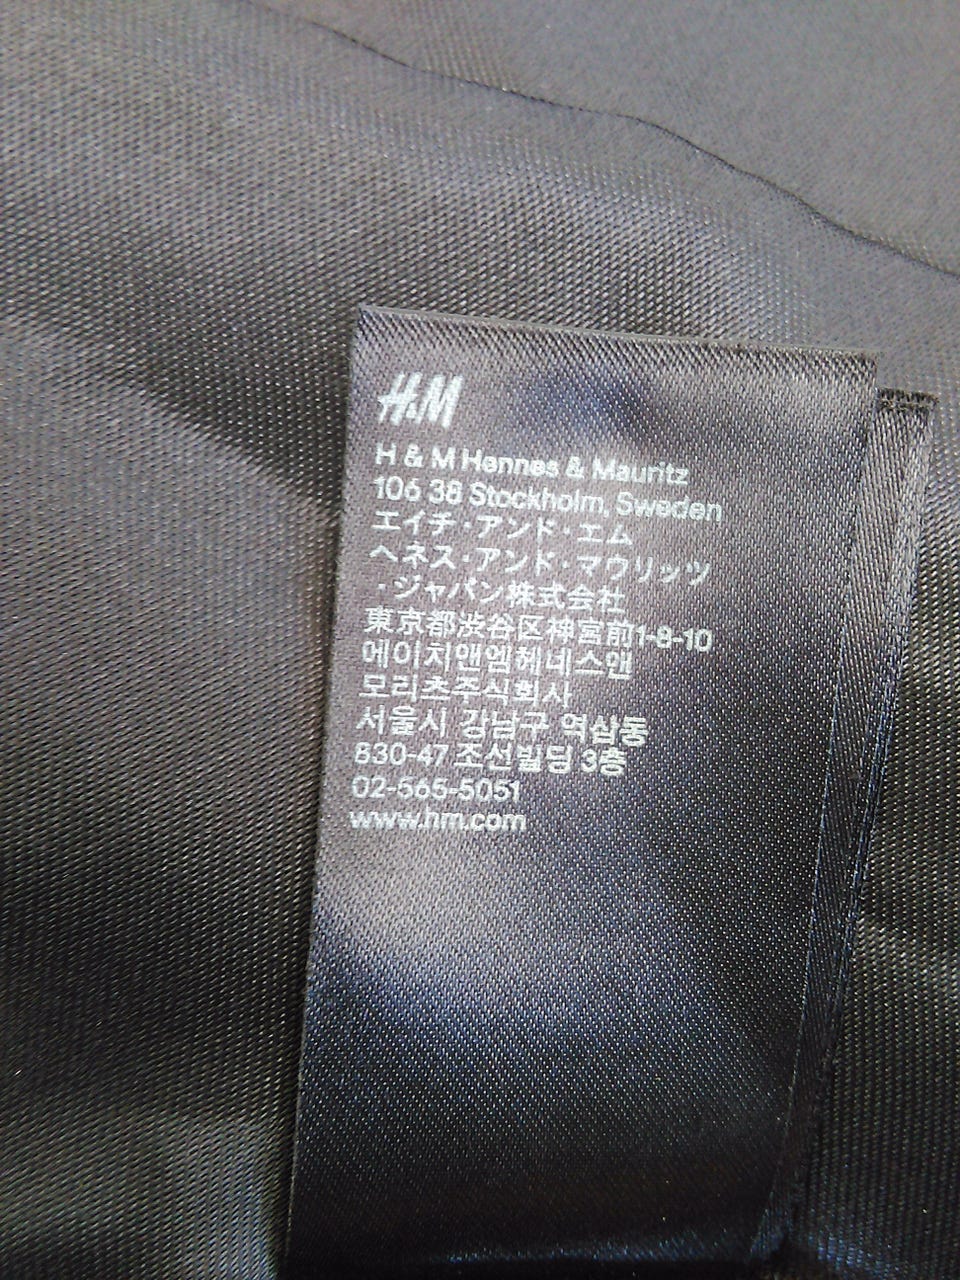 H&M
H & M Hennes & Mauritz
106 38 Stockholm, Sweden
エイチ・アンド・エム
ヘネス・アンド・マウリッツ
・ジャパン株式会社
東京都渋谷区神宮前1-8-10
에이치앤엠헤네스앤
모리츠주식회사
서울시 강남구 역삼동
830-47 조선빌딩 3층
02-565-5051
www.hm.com